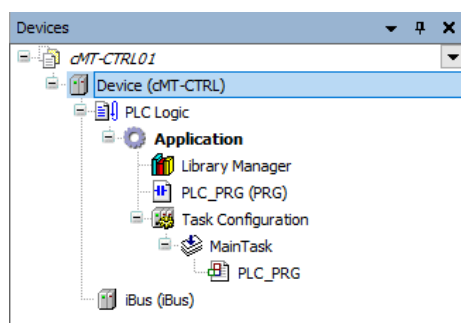 Devices
cMT-CTRL01
Device (cMT-CTRL)
PLC Logic
Application
Library Manager
PLC_PRG (PRG)
Task Configuration
MainTask
PLC_PRG
iBus (iBus)